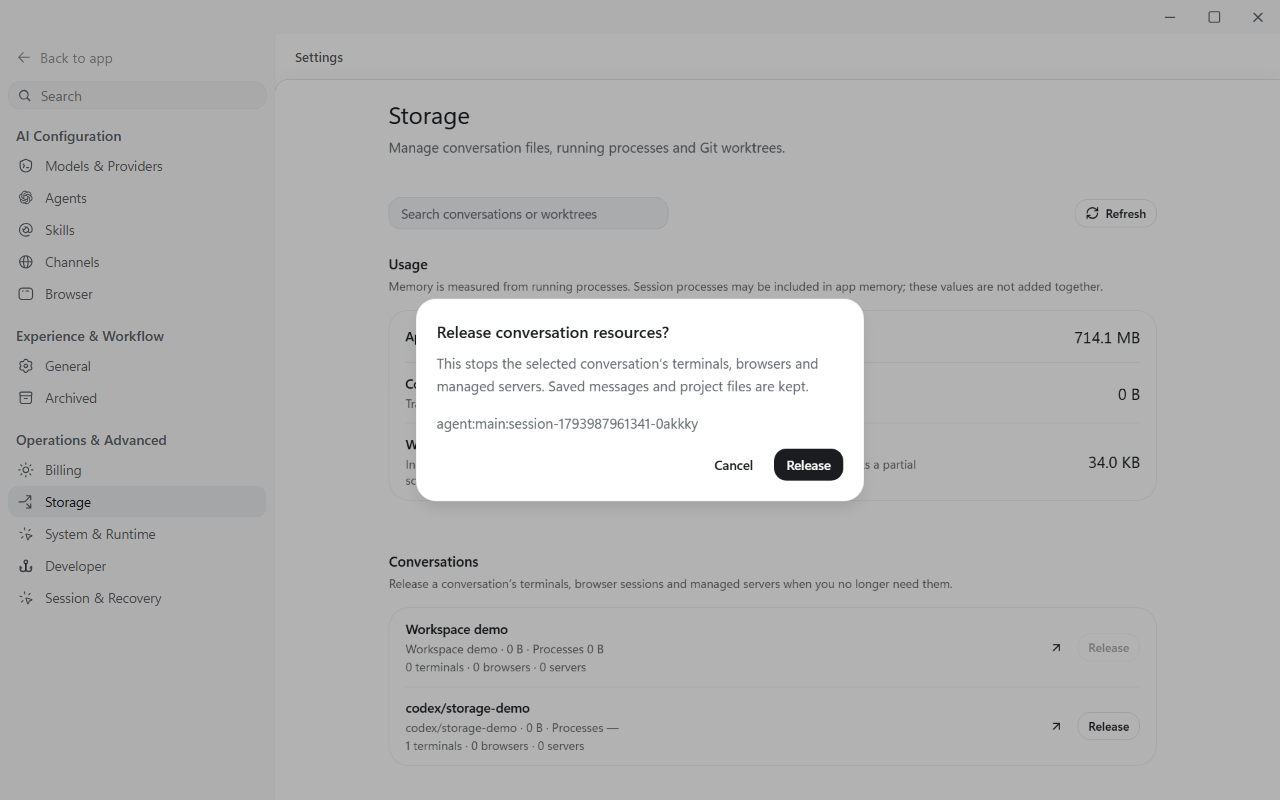 Back to app
Settings
Search
AI Configuration
Models & Providers
Agents
Skills
Channels
Browser
Experience & Workflow
General
Archived
Operations & Advanced
Billing
Storage
System & Runtime
Developer
Session & Recovery
Storage
Manage conversation files, running processes and Git worktrees.
Search conversations or worktrees
Refresh
Usage
Memory is measured from running processes. Session processes may be included in app memory; these values are not added together.
714.1 MB
0 B
s a partial
34.0 KB
Release conversation resources?
This stops the selected conversation's terminals, browsers and
managed servers. Saved messages and project files are kept.
agent:main:session-1793987961341-0akkky
Cancel
Release
Conversations
Release a conversation's terminals, browser sessions and managed servers when you no longer need them.
Workspace demo
Workspace demo · 0 B · Processes 0 B
0 terminals · 0 browsers · 0 servers
Release
codex/storage-demo
codex/storage-demo · 0 B · Processes —
1 terminals · 0 browsers · 0 servers
Release